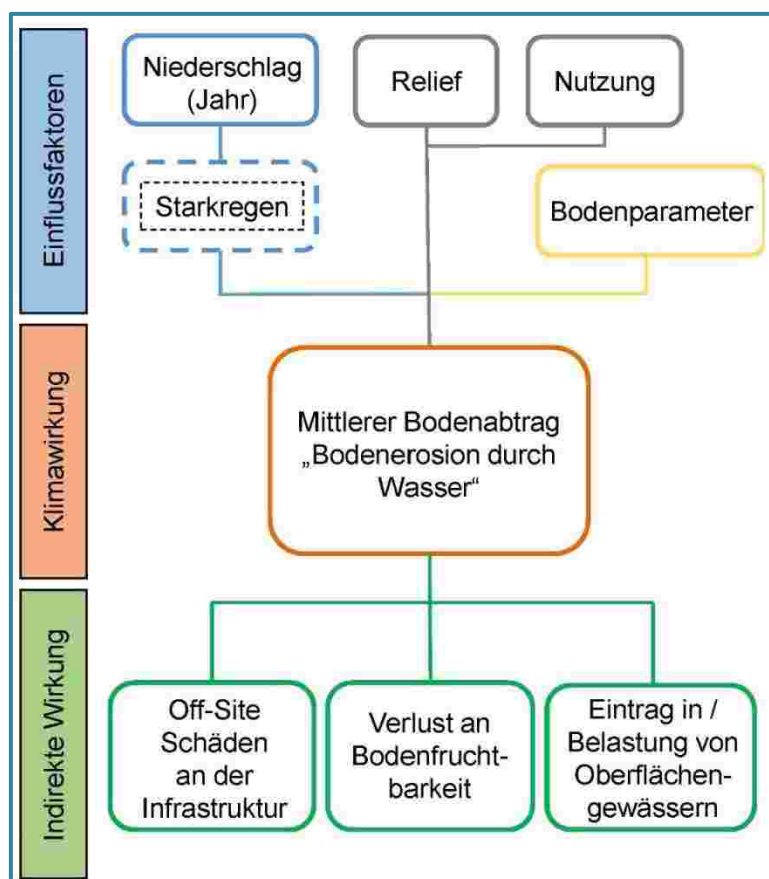 Einflussfaktoren
Niederschlag
(Jahr)
Relief
Nutzung
Starkregen
Bodenparameter
Klimawirkung
Mittlerer Bodenabtrag
„Bodenerosion durch
Wasser“
Indirekte Wirkung
Off-Site
Schäden
an der
Infrastruktur
Verlust an
Bodenfrucht-
barkeit
Eintrag in /
Belastung von
Oberflächen-
gewässern